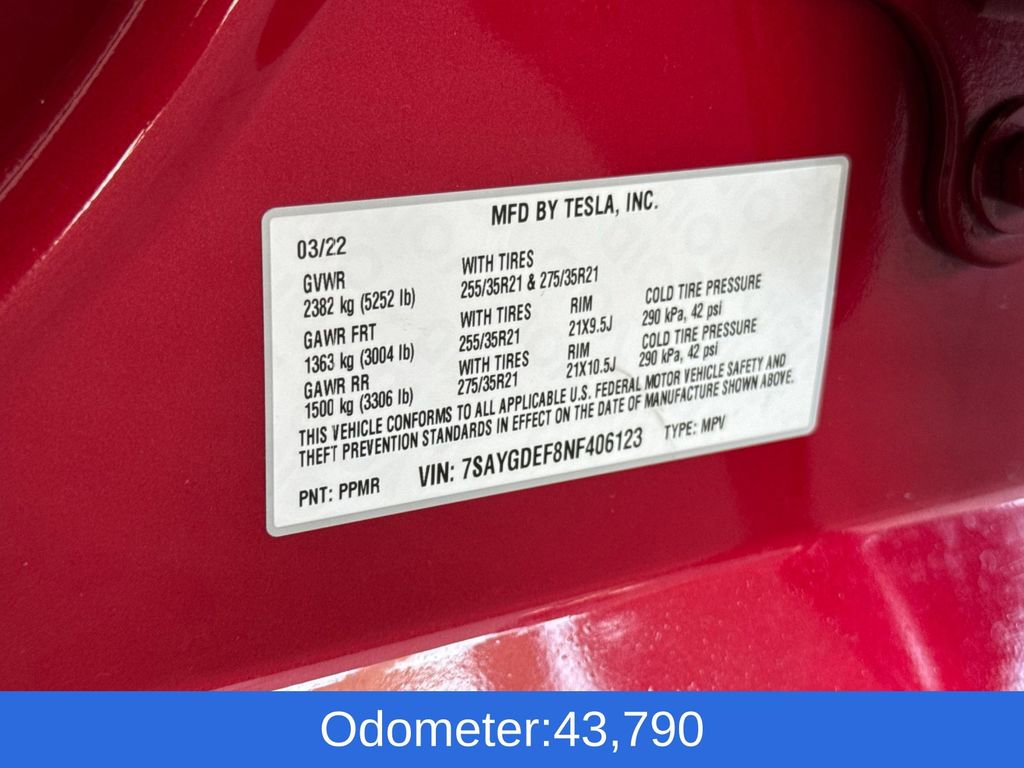 MFD BY TESLA, INC.
03/22
GVWR WITH TIRES
2382 kg (5252 lb) 255/35R21 & 275/35R21
GAWR FRT WITH TIRES RIM COLD TIRE PRESSURE
1363 kg (3004 lb) 255/35R21 21X9.5J 290 kPa, 42 psi
GAWR RR WITH TIRES RIM COLD TIRE PRESSURE
1500 kg (3306 lb) 275/35R21 21X10.5J 290 kPa, 42 psi
THIS VEHICLE CONFORMS TO ALL APPLICABLE U.S. FEDERAL MOTOR VEHICLE SAFETY AND
THEFT PREVENTION STANDARDS IN EFFECT ON THE DATE OF MANUFACTURE SHOWN ABOVE.
PNT: PPMR VIN: 7SAYGDEF8NF406123 TYPE: MPV
Odometer:43,790